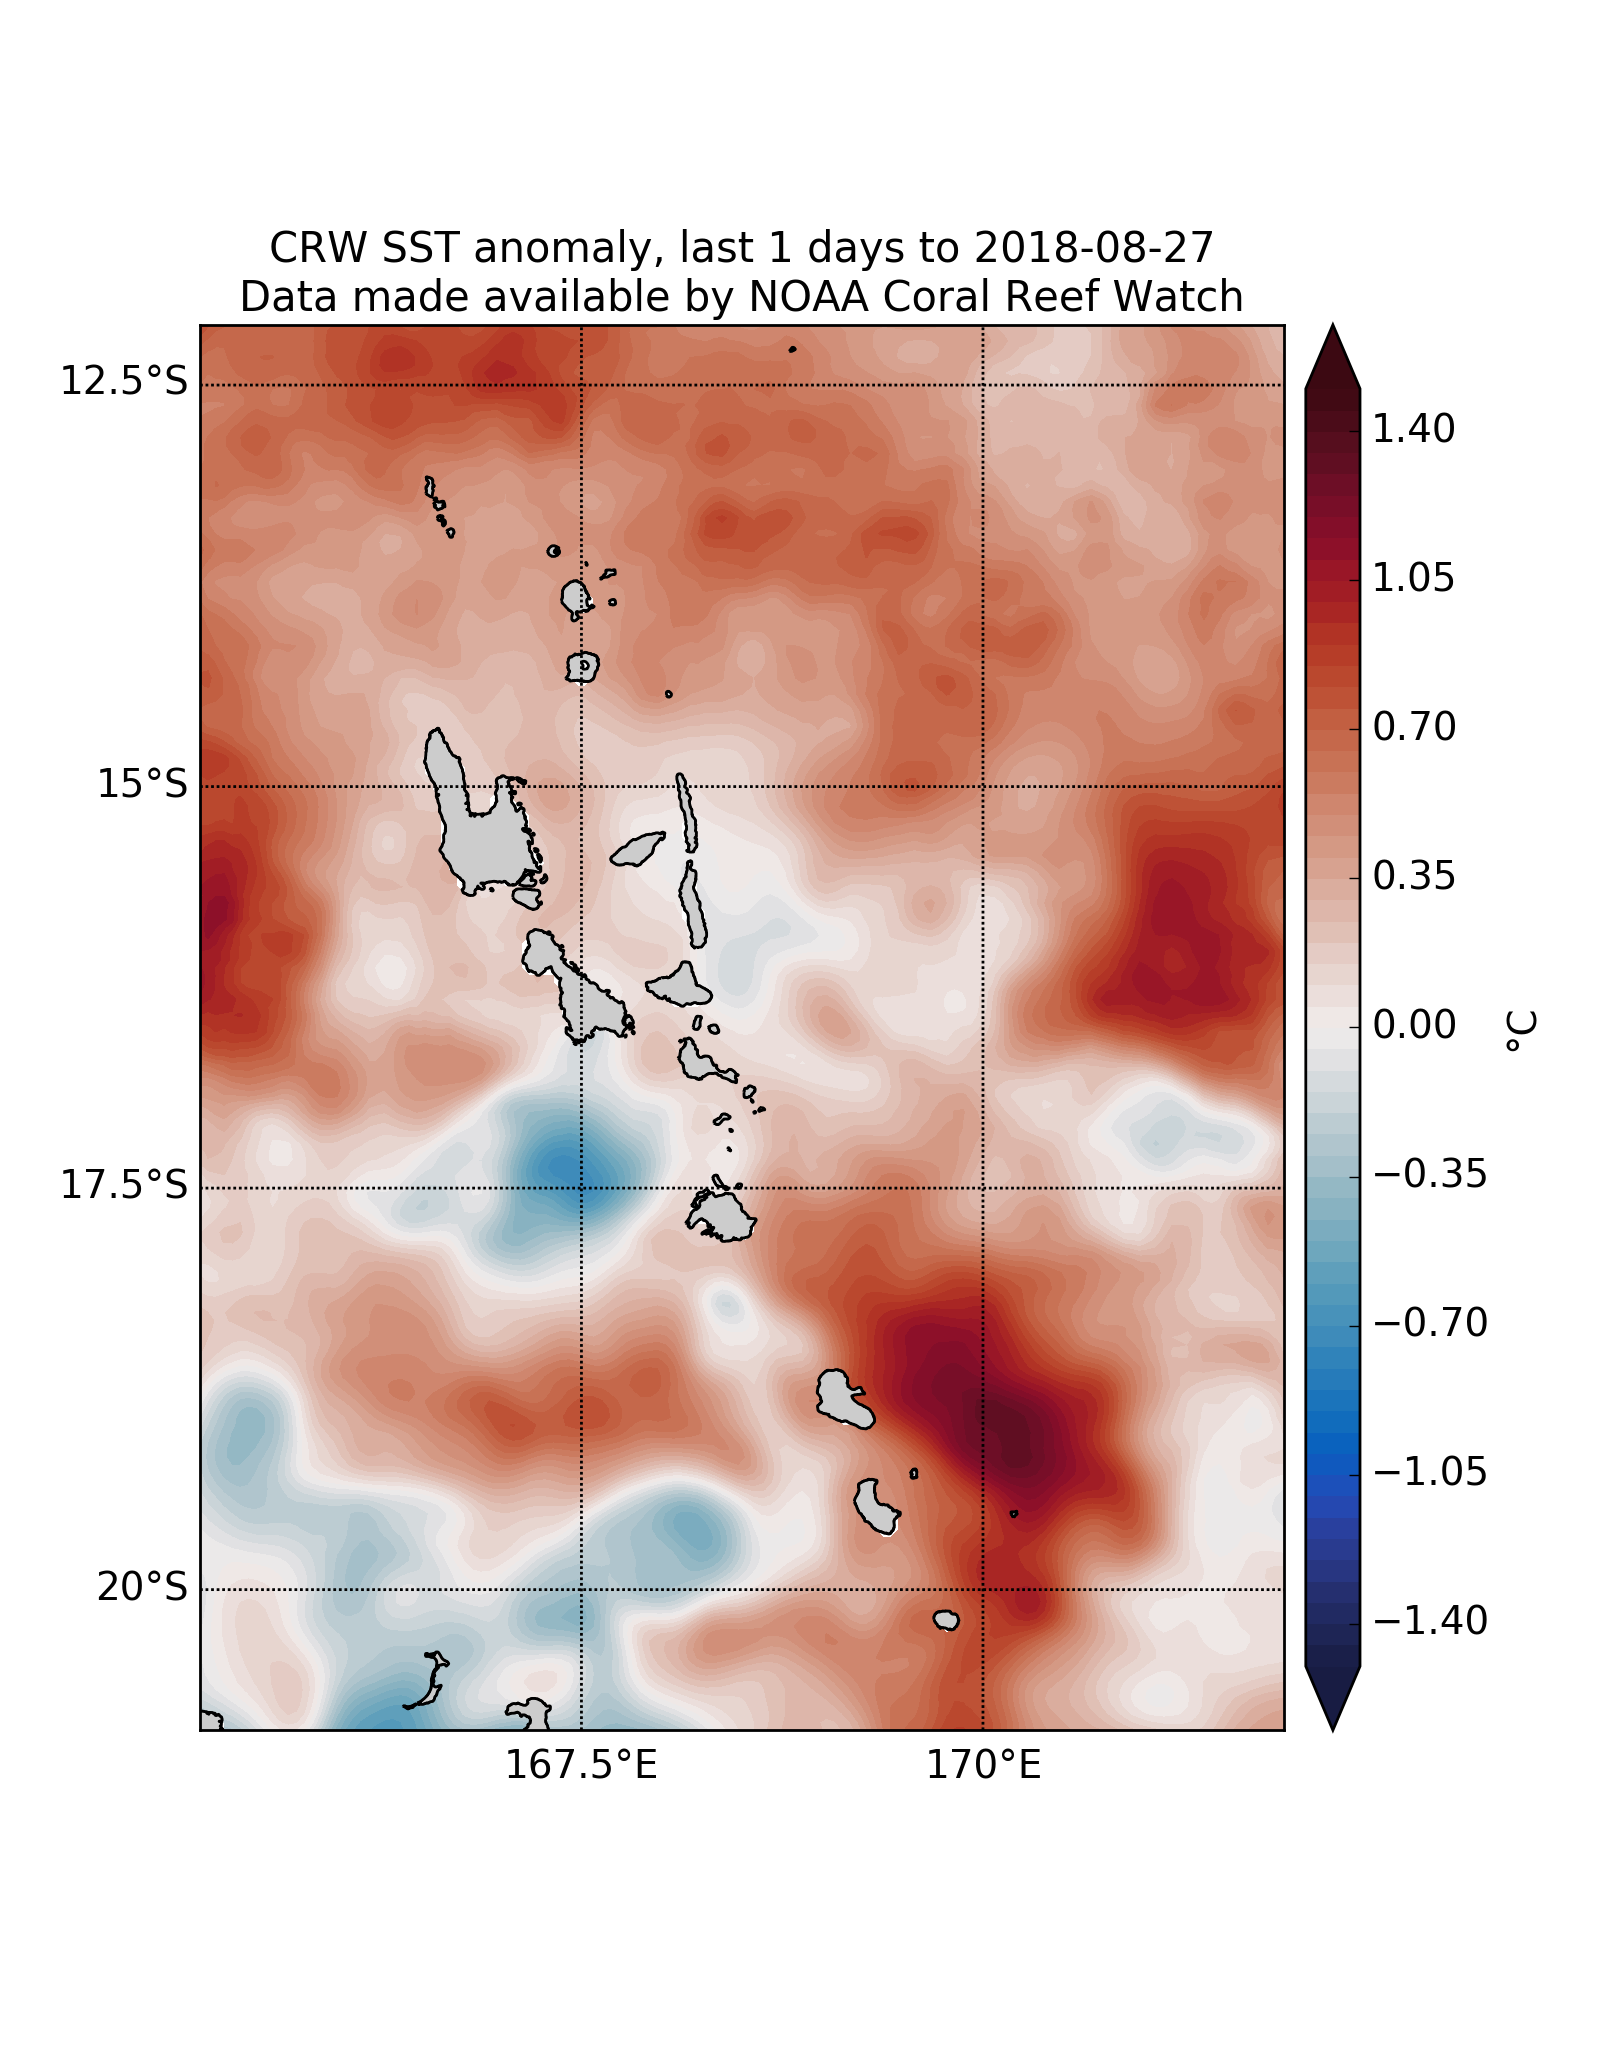 CRW SST anomaly, last 1 days to 2018-08-27
Data made available by NOAA Coral Reef Watch
12.5°S
15°S
17.5°S
20°S
167.5°E
170°E
1.40
1.05
0.70
0.35
0.00
−0.35
−0.70
−1.05
−1.40
°C